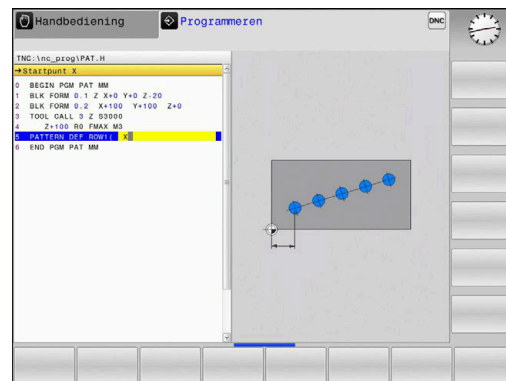 Handbediening
Programmeren
DNC
TNC:\nc_prog\PAT.H
→Startpunt X
0 BEGIN PGM PAT MM
1 BLK FORM 0.1 Z X+0 Y+0 Z-20
2 BLK FORM 0.2 X+100 Y+100 Z+0
3 TOOL CALL 3 Z S3000
4 Z+100 R0 FMAX M3
5 PATTERN DEF ROW1( X
6 END PGM PAT MM